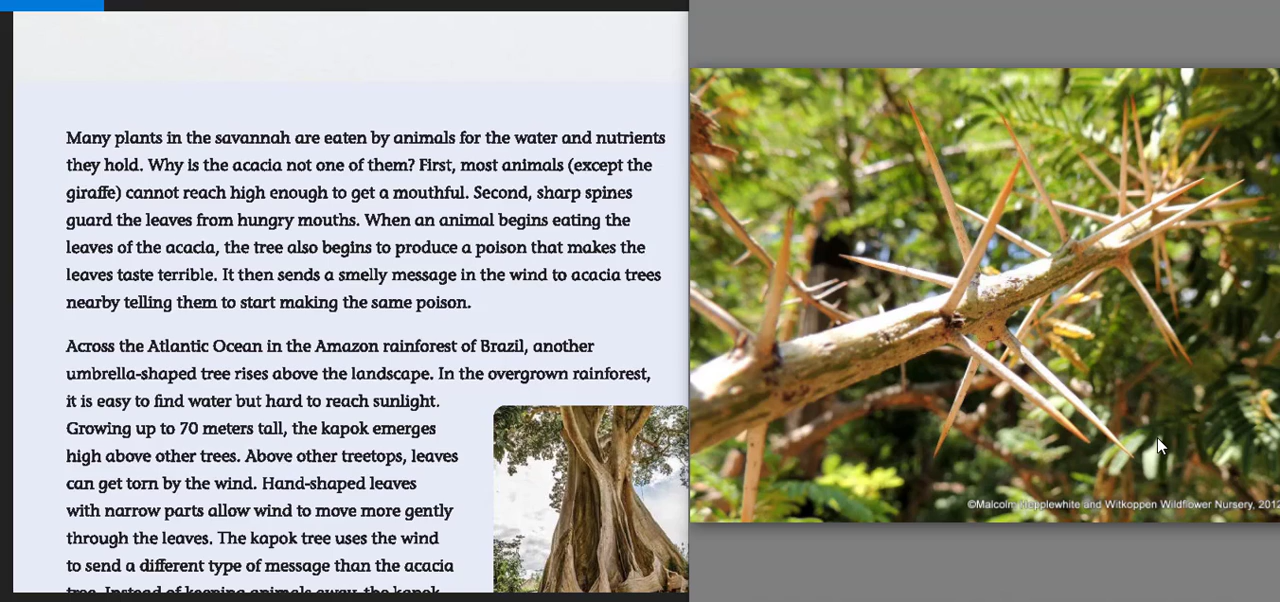 Many plants in the savannah are eaten by animals for the water and nutrients
they hold. Why is the acacia not one of them? First, most animals (except the
giraffe) cannot reach high enough to get a mouthful. Second, sharp spines
guard the leaves from hungry mouths. When an animal begins eating the
leaves of the acacia, the tree also begins to produce a poison that makes the
leaves taste terrible. It then sends a smelly message in the wind to acacia trees
nearby telling them to start making the same poison.
Across the Atlantic Ocean in the Amazon rainforest of Brazil, another
umbrella-shaped tree rises above the landscape. In the overgrown rainforest,
it is easy to find water but hard to reach sunlight.
Growing up to 70 meters tall, the kapok emerges
high above other trees. Above other treetops, leaves
can get torn by the wind. Hand-shaped leaves
with narrow parts allow wind to move more gently
through the leaves. The kapok tree uses the wind
to send a different type of message than the acacia
tree. Instead of keeping animals away, the kapok
©Malcolm and Witkoppen Wildflower Nursery, 2012